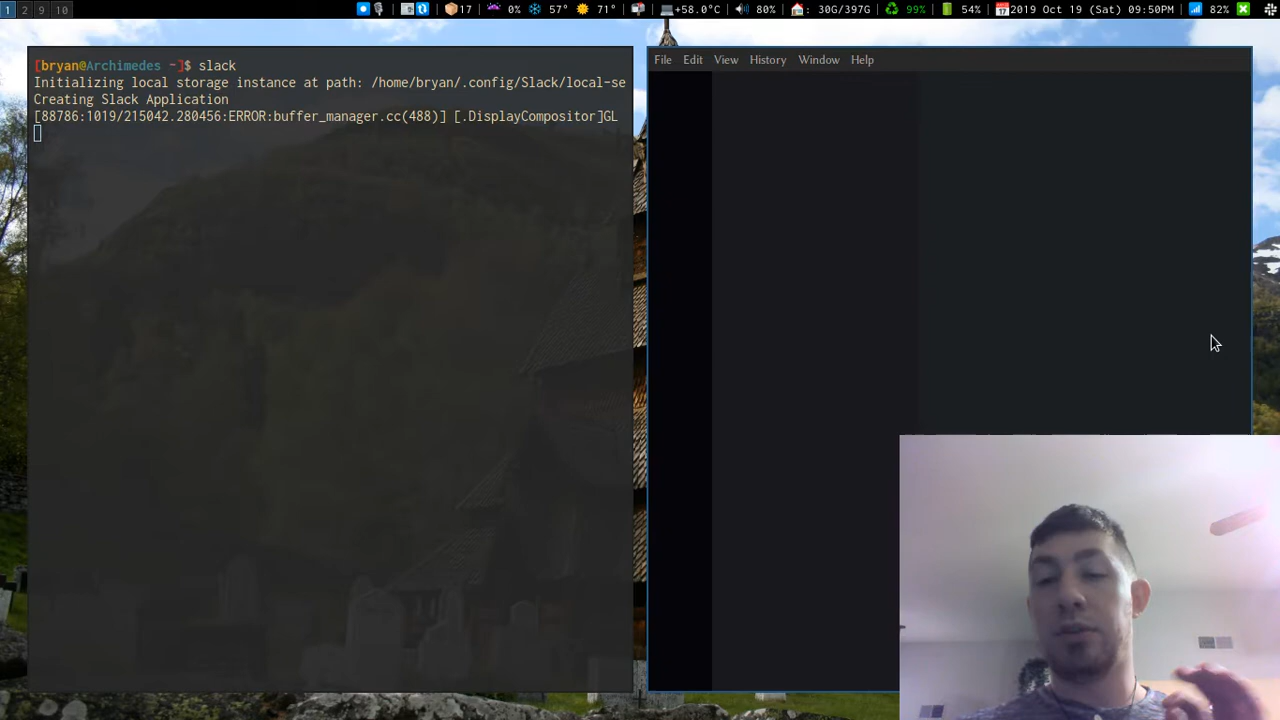 1 2 9 10 17 0% 57° 71° +58.0°C 80% : 30G/397G 99% 54% 2019 Oct 19 (Sat) 09:50PM 82%
[bryan@Archimedes ~]$ slack
Initializing local storage instance at path: /home/bryan/.config/Slack/local-se
Creating Slack Application
[88786:1019/215042.280456:ERROR:buffer_manager.cc(488)] [.DisplayCompositor]GL
File Edit View History Window Help